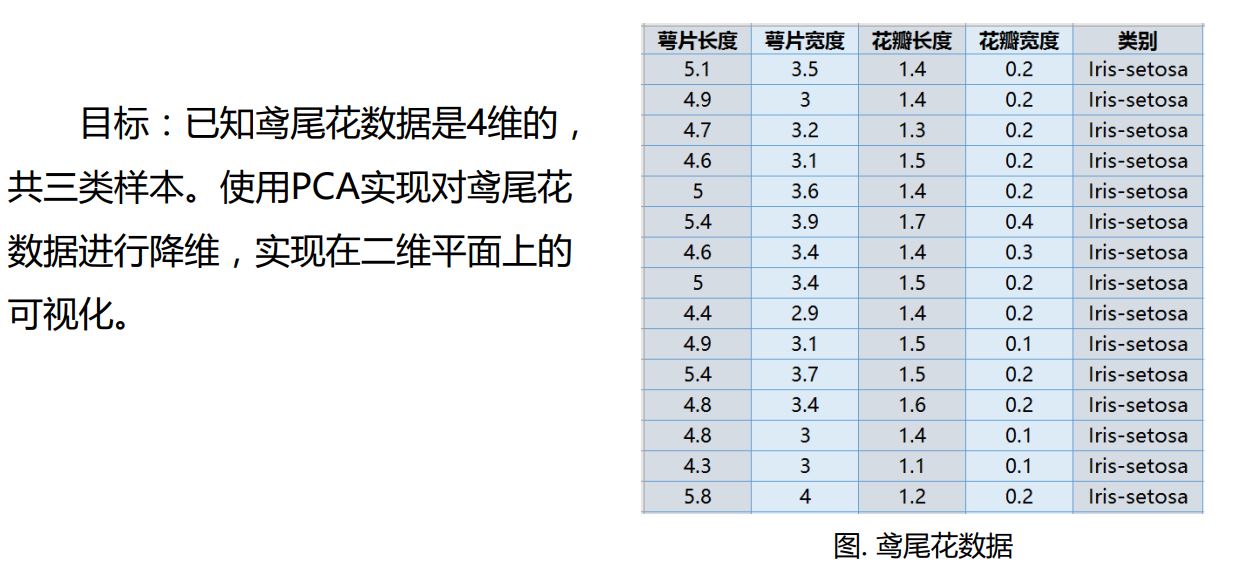 目标：已知鸢尾花数据是4维的，
共三类样本。使用PCA实现对鸢尾花
数据进行降维，实现在二维平面上的
可视化。
萼片长度 萼片宽度 花瓣长度 花瓣宽度 类别
5.1 3.5 1.4 0.2 Iris-setosa
4.9 3 1.4 0.2 Iris-setosa
4.7 3.2 1.3 0.2 Iris-setosa
4.6 3.1 1.5 0.2 Iris-setosa
5 3.6 1.4 0.2 Iris-setosa
5.4 3.9 1.7 0.4 Iris-setosa
4.6 3.4 1.4 0.3 Iris-setosa
5 3.4 1.5 0.2 Iris-setosa
4.4 2.9 1.4 0.2 Iris-setosa
4.9 3.1 1.5 0.1 Iris-setosa
5.4 3.7 1.5 0.2 Iris-setosa
4.8 3.4 1.6 0.2 Iris-setosa
4.8 3 1.4 0.1 Iris-setosa
4.3 3 1.1 0.1 Iris-setosa
5.8 4 1.2 0.2 Iris-setosa
图. 鸢尾花数据